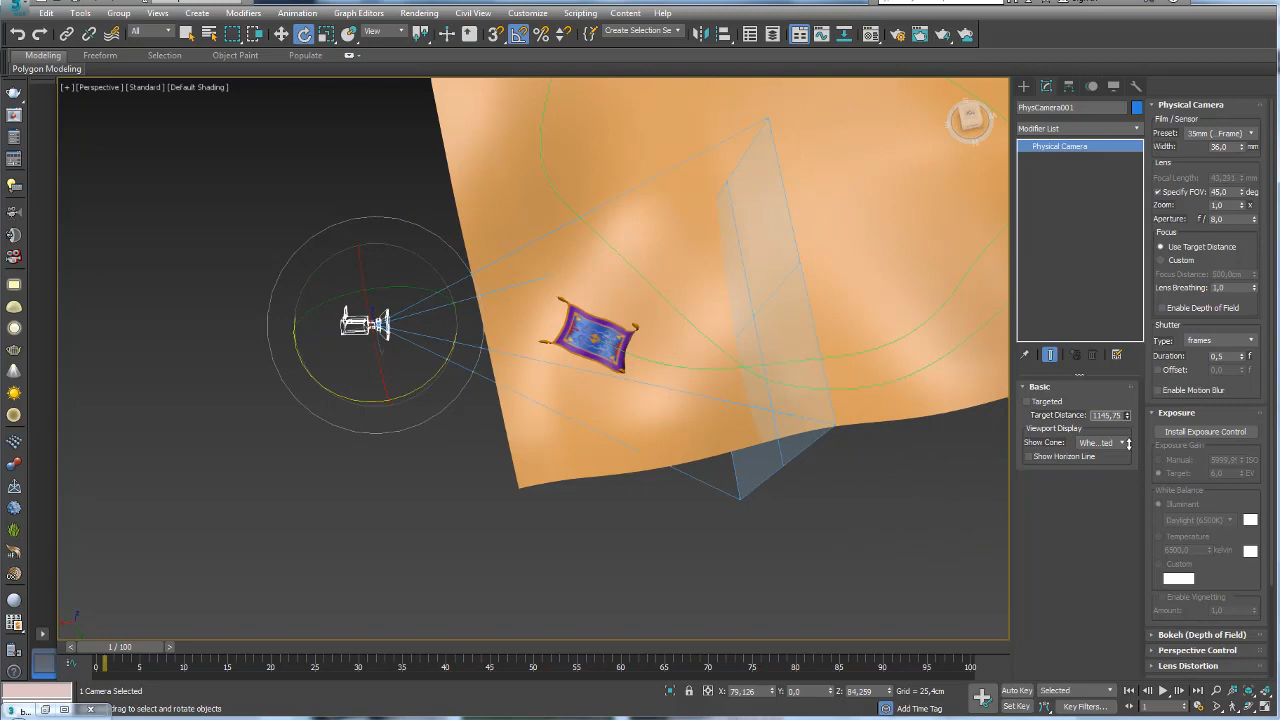 Edit Tools Group Views Create Modifiers Animation Graph Editors Rendering Civil View Customize Scripting Content Help
All View Create Selection Se
Modeling Freeform Selection Object Paint Populate
Polygon Modeling
[+] [Perspective] [Standard] [Default Shading]
PhysCamera001
Modifier List
Physical Camera
Basic
Targeted
Target Distance: 1145,75
Viewport Display
Show Cone: Whe...ted
Show Horizon Line
Physical Camera
Film / Sensor
Preset: 35mm (...Frame)
Width: 36,0 mm
Lens
Focal Length: 43,291 mm
Specify FOV: 45,0 deg
Zoom: 1,0 x
Aperture: f / 8,0
Focus
Use Target Distance
Custom
Focus Distance: 500,0cm
Lens Breathing: 1,0
Enable Depth of Field
Shutter
Type: frames
Duration: 0,5 f
Offset: 0,0 f
Enable Motion Blur
Exposure
Install Exposure Control
Exposure Gain
Manual: ISO
Target: 6,0 EV
White Balance
Illuminant
Daylight (6500K)
Temperature
6500,0 kelvin
Custom
Enable Vignetting
Amount: 1,0
Bokeh (Depth of Field)
Perspective Control
Lens Distortion
< 1 / 100 >
0 5 10 15 20 25 30 35 40 45 50 55 60 65 70 75 80 85 90 95 100
1 Camera Selected
X: 79,126 Y: 0,0 Z: 84,259 Grid = 25,4cm
Auto Key Selected
drag to select and rotate objects
Add Time Tag
Set Key Key Filters... 1